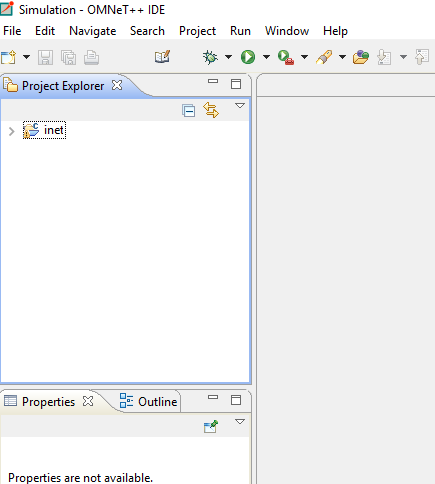 Simulation - OMNeT++ IDE
File Edit Navigate Search Project Run Window Help
Project Explorer
inet
Properties Outline
Properties are not available.